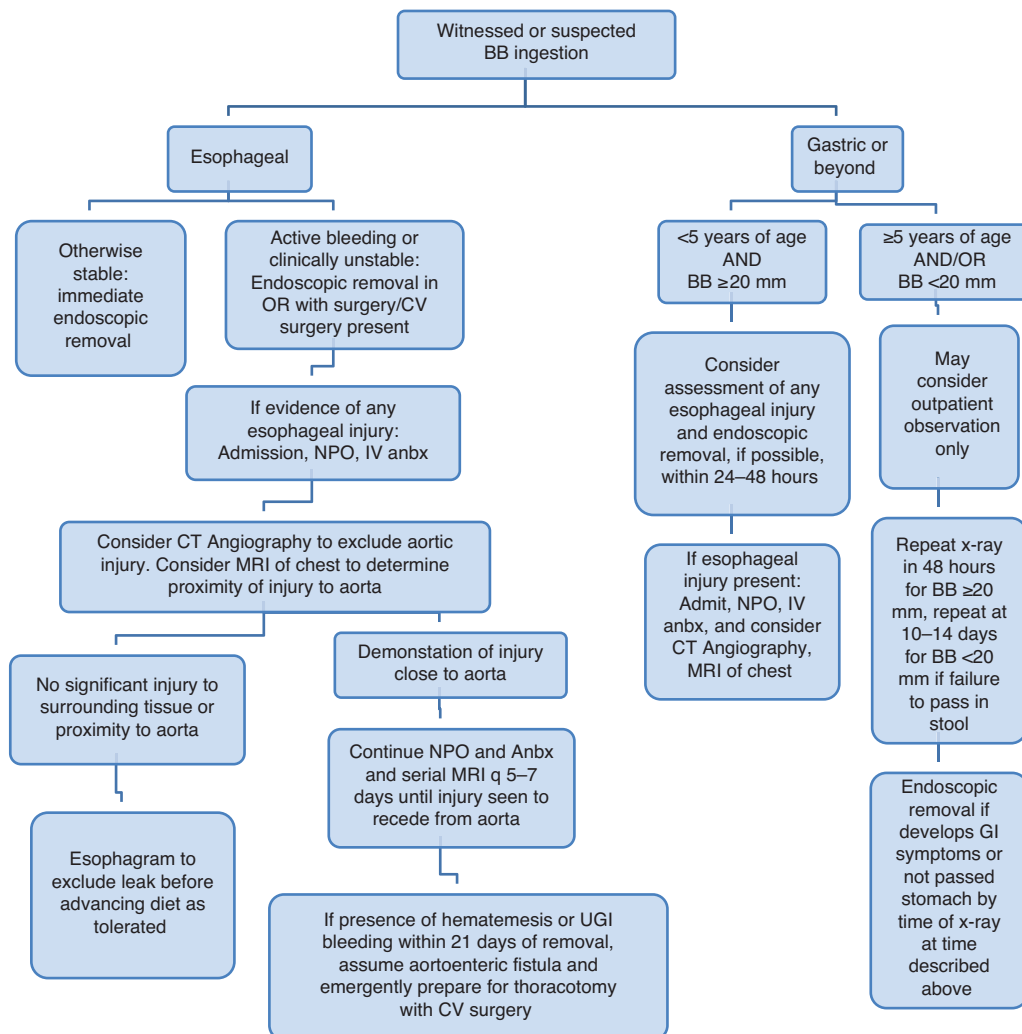 Witnessed or suspected
BB ingestion
Esophageal
Gastric or
beyond
Otherwise
stable:
immediate
endoscopic
removal
Active bleeding or
clinically unstable:
Endoscopic removal in
OR with surgery/CV
surgery present
<5 years of age
AND
BB ≥20 mm
≥5 years of age
AND/OR
BB <20 mm
If evidence of any
esophageal injury:
Admission, NPO, IV anbx
Consider
assessment of any
esophageal injury
and endoscopic
removal, if possible,
within 24–48 hours
May
consider
outpatient
observation
only
Consider CT Angiography to exclude aortic
injury. Consider MRI of chest to determine
proximity of injury to aorta
If esophageal
injury present:
Admit, NPO, IV
anbx, and consider
CT Angiography,
MRI of chest
Repeat x-ray
in 48 hours
for BB ≥20
mm, repeat at
10–14 days
for BB <20
mm if failure
to pass in
stool
No significant injury to
surrounding tissue or
proximity to aorta
Demonstation of injury
close to aorta
Continue NPO and Anbx
and serial MRI q 5–7
days until injury seen to
recede from aorta
Esophagram to
exclude leak before
advancing diet as
tolerated
If presence of hematemesis or UGI
bleeding within 21 days of removal,
assume aortoenteric fistula and
emergently prepare for thoracotomy
with CV surgery
Endoscopic
removal if
develops GI
symptoms or
not passed
stomach by
time of x-ray
at time
described
above